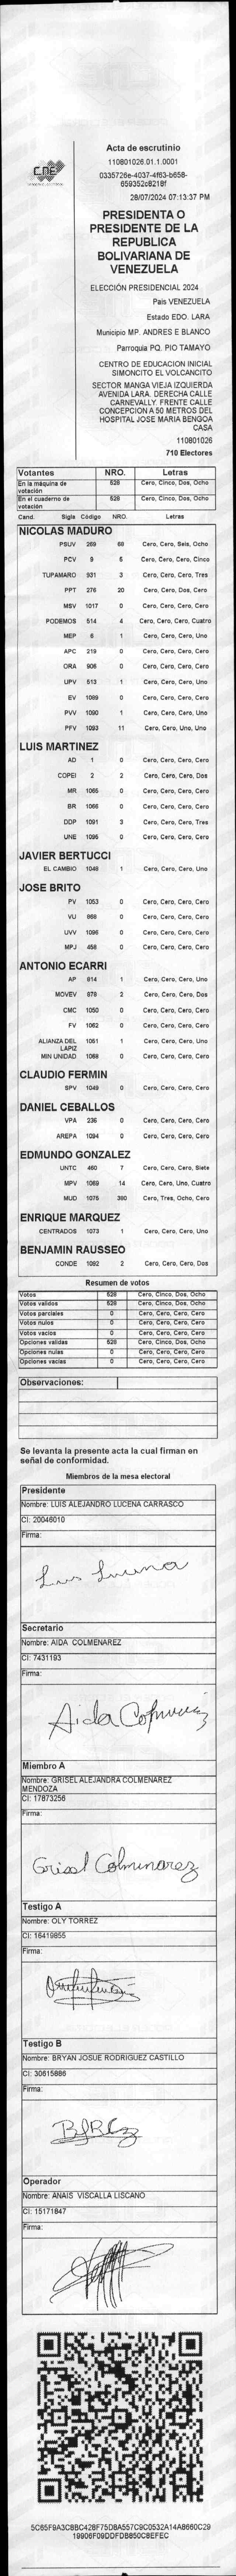 CNE
Acta de escrutinio
110801026.01.1.0001
0335726e-4037-4f63-b658-
659352c8218f
28/07/2024 07:13:37 PM
PRESIDENTA O
PRESIDENTE DE LA
REPUBLICA
BOLIVARIANA DE
VENEZUELA
ELECCIÓN PRESIDENCIAL 2024
País VENEZUELA
Estado EDO. LARA
Municipio MP. ANDRES E BLANCO
Parroquia PQ. PIO TAMAYO
CENTRO DE EDUCACION INICIAL
SIMONCITO EL VOLCANCITO
SECTOR MANGA VIEJA IZQUIERDA
AVENIDA LARA. DERECHA CALLE
CARNEVALLY. FRENTE CALLE
CONCEPCION A 50 METROS DEL
HOSPITAL JOSE MARIA BENGOA
CASA
110801026
710 Electores
Votantes NRO. Letras
En la máquina de votación 528 Cero, Cinco, Dos, Ocho
En el cuaderno de votación 528 Cero, Cinco, Dos, Ocho
Cand. Sigla Código NRO. Letras
NICOLAS MADURO
PSUV 269 68 Cero, Cero, Seis, Ocho
PCV 9 5 Cero, Cero, Cero, Cinco
TUPAMARO 931 3 Cero, Cero, Cero, Tres
PPT 276 20 Cero, Cero, Dos, Cero
MSV 1017 0 Cero, Cero, Cero, Cero
PODEMOS 514 4 Cero, Cero, Cero, Cuatro
MEP 6 1 Cero, Cero, Cero, Uno
APC 219 0 Cero, Cero, Cero, Cero
ORA 906 0 Cero, Cero, Cero, Cero
UPV 513 1 Cero, Cero, Cero, Uno
EV 1089 0 Cero, Cero, Cero, Cero
PVV 1090 1 Cero, Cero, Cero, Uno
PFV 1093 11 Cero, Cero, Uno, Uno
LUIS MARTINEZ
AD 1 0 Cero, Cero, Cero, Cero
COPEI 2 2 Cero, Cero, Cero, Dos
MR 1065 0 Cero, Cero, Cero, Cero
BR 1066 0 Cero, Cero, Cero, Cero
DDP 1091 3 Cero, Cero, Cero, Tres
UNE 1095 0 Cero, Cero, Cero, Cero
JAVIER BERTUCCI
EL CAMBIO 1048 1 Cero, Cero, Cero, Uno
JOSE BRITO
PV 1053 0 Cero, Cero, Cero, Cero
VU 868 0 Cero, Cero, Cero, Cero
UVV 1096 0 Cero, Cero, Cero, Cero
MPJ 458 0 Cero, Cero, Cero, Cero
ANTONIO ECARRI
AP 814 1 Cero, Cero, Cero, Uno
MOVEV 878 2 Cero, Cero, Cero, Dos
CMC 1050 0 Cero, Cero, Cero, Cero
FV 1062 0 Cero, Cero, Cero, Cero
ALIANZA DEL LAPIZ 1061 1 Cero, Cero, Cero, Uno
MIN UNIDAD 1068 0 Cero, Cero, Cero, Cero
CLAUDIO FERMIN
SPV 1049 0 Cero, Cero, Cero, Cero
DANIEL CEBALLOS
VPA 236 0 Cero, Cero, Cero, Cero
AREPA 1094 0 Cero, Cero, Cero, Cero
EDMUNDO GONZALEZ
UNTC 460 7 Cero, Cero, Cero, Siete
MPV 1069 14 Cero, Cero, Uno, Cuatro
MUD 1075 380 Cero, Tres, Ocho, Cero
ENRIQUE MARQUEZ
CENTRADOS 1073 1 Cero, Cero, Cero, Uno
BENJAMIN RAUSSEO
CONDE 1092 2 Cero, Cero, Cero, Dos
Resumen de votos
Votos 528 Cero, Cinco, Dos, Ocho
Votos validos 528 Cero, Cinco, Dos, Ocho
Votos parciales 0 Cero, Cero, Cero, Cero
Votos nulos 0 Cero, Cero, Cero, Cero
Votos vacios 0 Cero, Cero, Cero, Cero
Opciones validas 528 Cero, Cinco, Dos, Ocho
Opciones nulas 0 Cero, Cero, Cero, Cero
Opciones vacias 0 Cero, Cero, Cero, Cero
Observaciones:
Se levanta la presente acta la cual firman en
señal de conformidad.
Miembros de la mesa electoral
Presidente
Nombre: LUIS ALEJANDRO LUCENA CARRASCO
CI: 20046010
Firma:
Luis Lucena
Secretario
Nombre: AIDA COLMENAREZ
CI: 7431193
Firma:
Aida Colmenarez
Miembro A
Nombre: GRISEL ALEJANDRA COLMENAREZ
MENDOZA
CI: 17873256
Firma:
Grisel Colmenarez
Testigo A
Nombre: OLY TORREZ
CI: 16419855
Firma:
Testigo B
Nombre: BRYAN JOSUE RODRIGUEZ CASTILLO
CI: 30615886
Firma:
Operador
Nombre: ANAIS VISCALLA LISCANO
CI: 15171847
Firma:
5C85F9A3C8BC428F75D8A557C9C0532A14A8660C29
19906F09DDFDB850C8EFEC